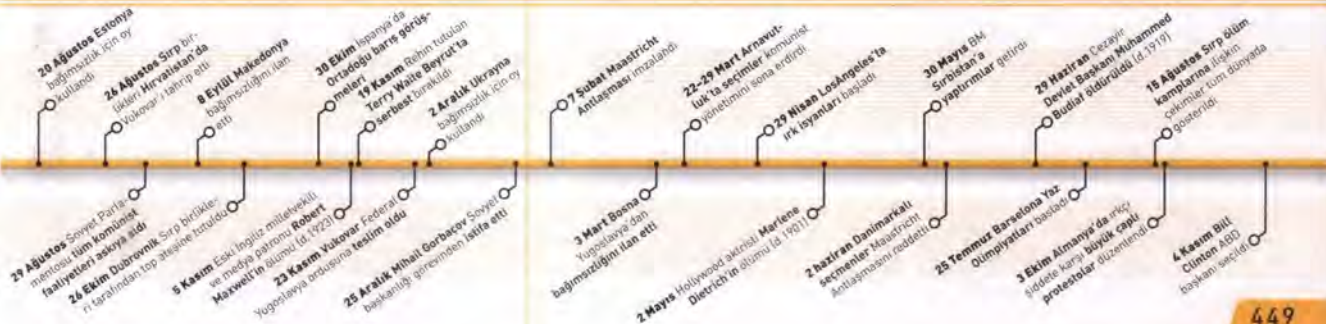 20 Ağustos Estonya
bağımsızlık için oy
kullandı
26 Ağustos Sırp bir-
likleri Hırvatistan'da
Vukovar'ı tahrip etti
8 Eylül Makedonya
bağımsızlığını ilan
etti
30 Ekim İspanya'da
Ortadoğu barış görüş-
meleri
19 Kasım Rehin tutulan
Terry Waite Beyrut'ta
serbest bırakıldı
2 Aralık Ukrayna
bağımsızlık için oy
kullandı
7 Şubat Maastricht
Antlaşması imzalandı
22-29 Mart Arnavut-
luk'ta seçimler komünist
yönetimini sona erdirdi
29 Nisan LosAngeles'ta
ırk isyanları başladı
30 Mayıs BM
Sırbistan'a
yaptırımlar getirdi
29 Haziran Cezayir
Devlet Başkanı Muhammed
Budiaf öldürüldü (d.1919)
15 Ağustos Sırp ölüm
kamplarına ilişkin
çekimler tüm dünyada
gösterildi
29 Ağustos Sovyet Parla-
mentosu tüm komünist
faaliyetleri askıya aldı
26 Ekim Dubrovnik, Sırp birlikle-
ri tarafından top ateşine tutuldu
5 Kasım Eski İngiliz milletvekili
ve medya patronu Robert
Maxwell'in ölümü (d.1923)
23 Kasım Vukovar Federal
Yugoslavya ordusuna teslim oldu
25 Aralık Mihail Gorbaçov Sovyet
başkanlığı görevinden istifa etti
3 Mart Bosna
Yugoslavya'dan
bağımsızlığını ilan etti
2 Mayıs Hollywood aktristi Marlene
Dietrich'in ölümü (d.1901)
2 haziran Danimarkalı
seçmenler Maastricht
Antlaşmasını reddetti
25 Temmuz Barselona Yaz
Olimpiyatları başladı
3 Ekim Almanya'da ırkçı
şiddete karşı büyük çaplı
protestolar düzenlendi
4 Kasım Bill
Clinton ABD
başkanı seçildi
449